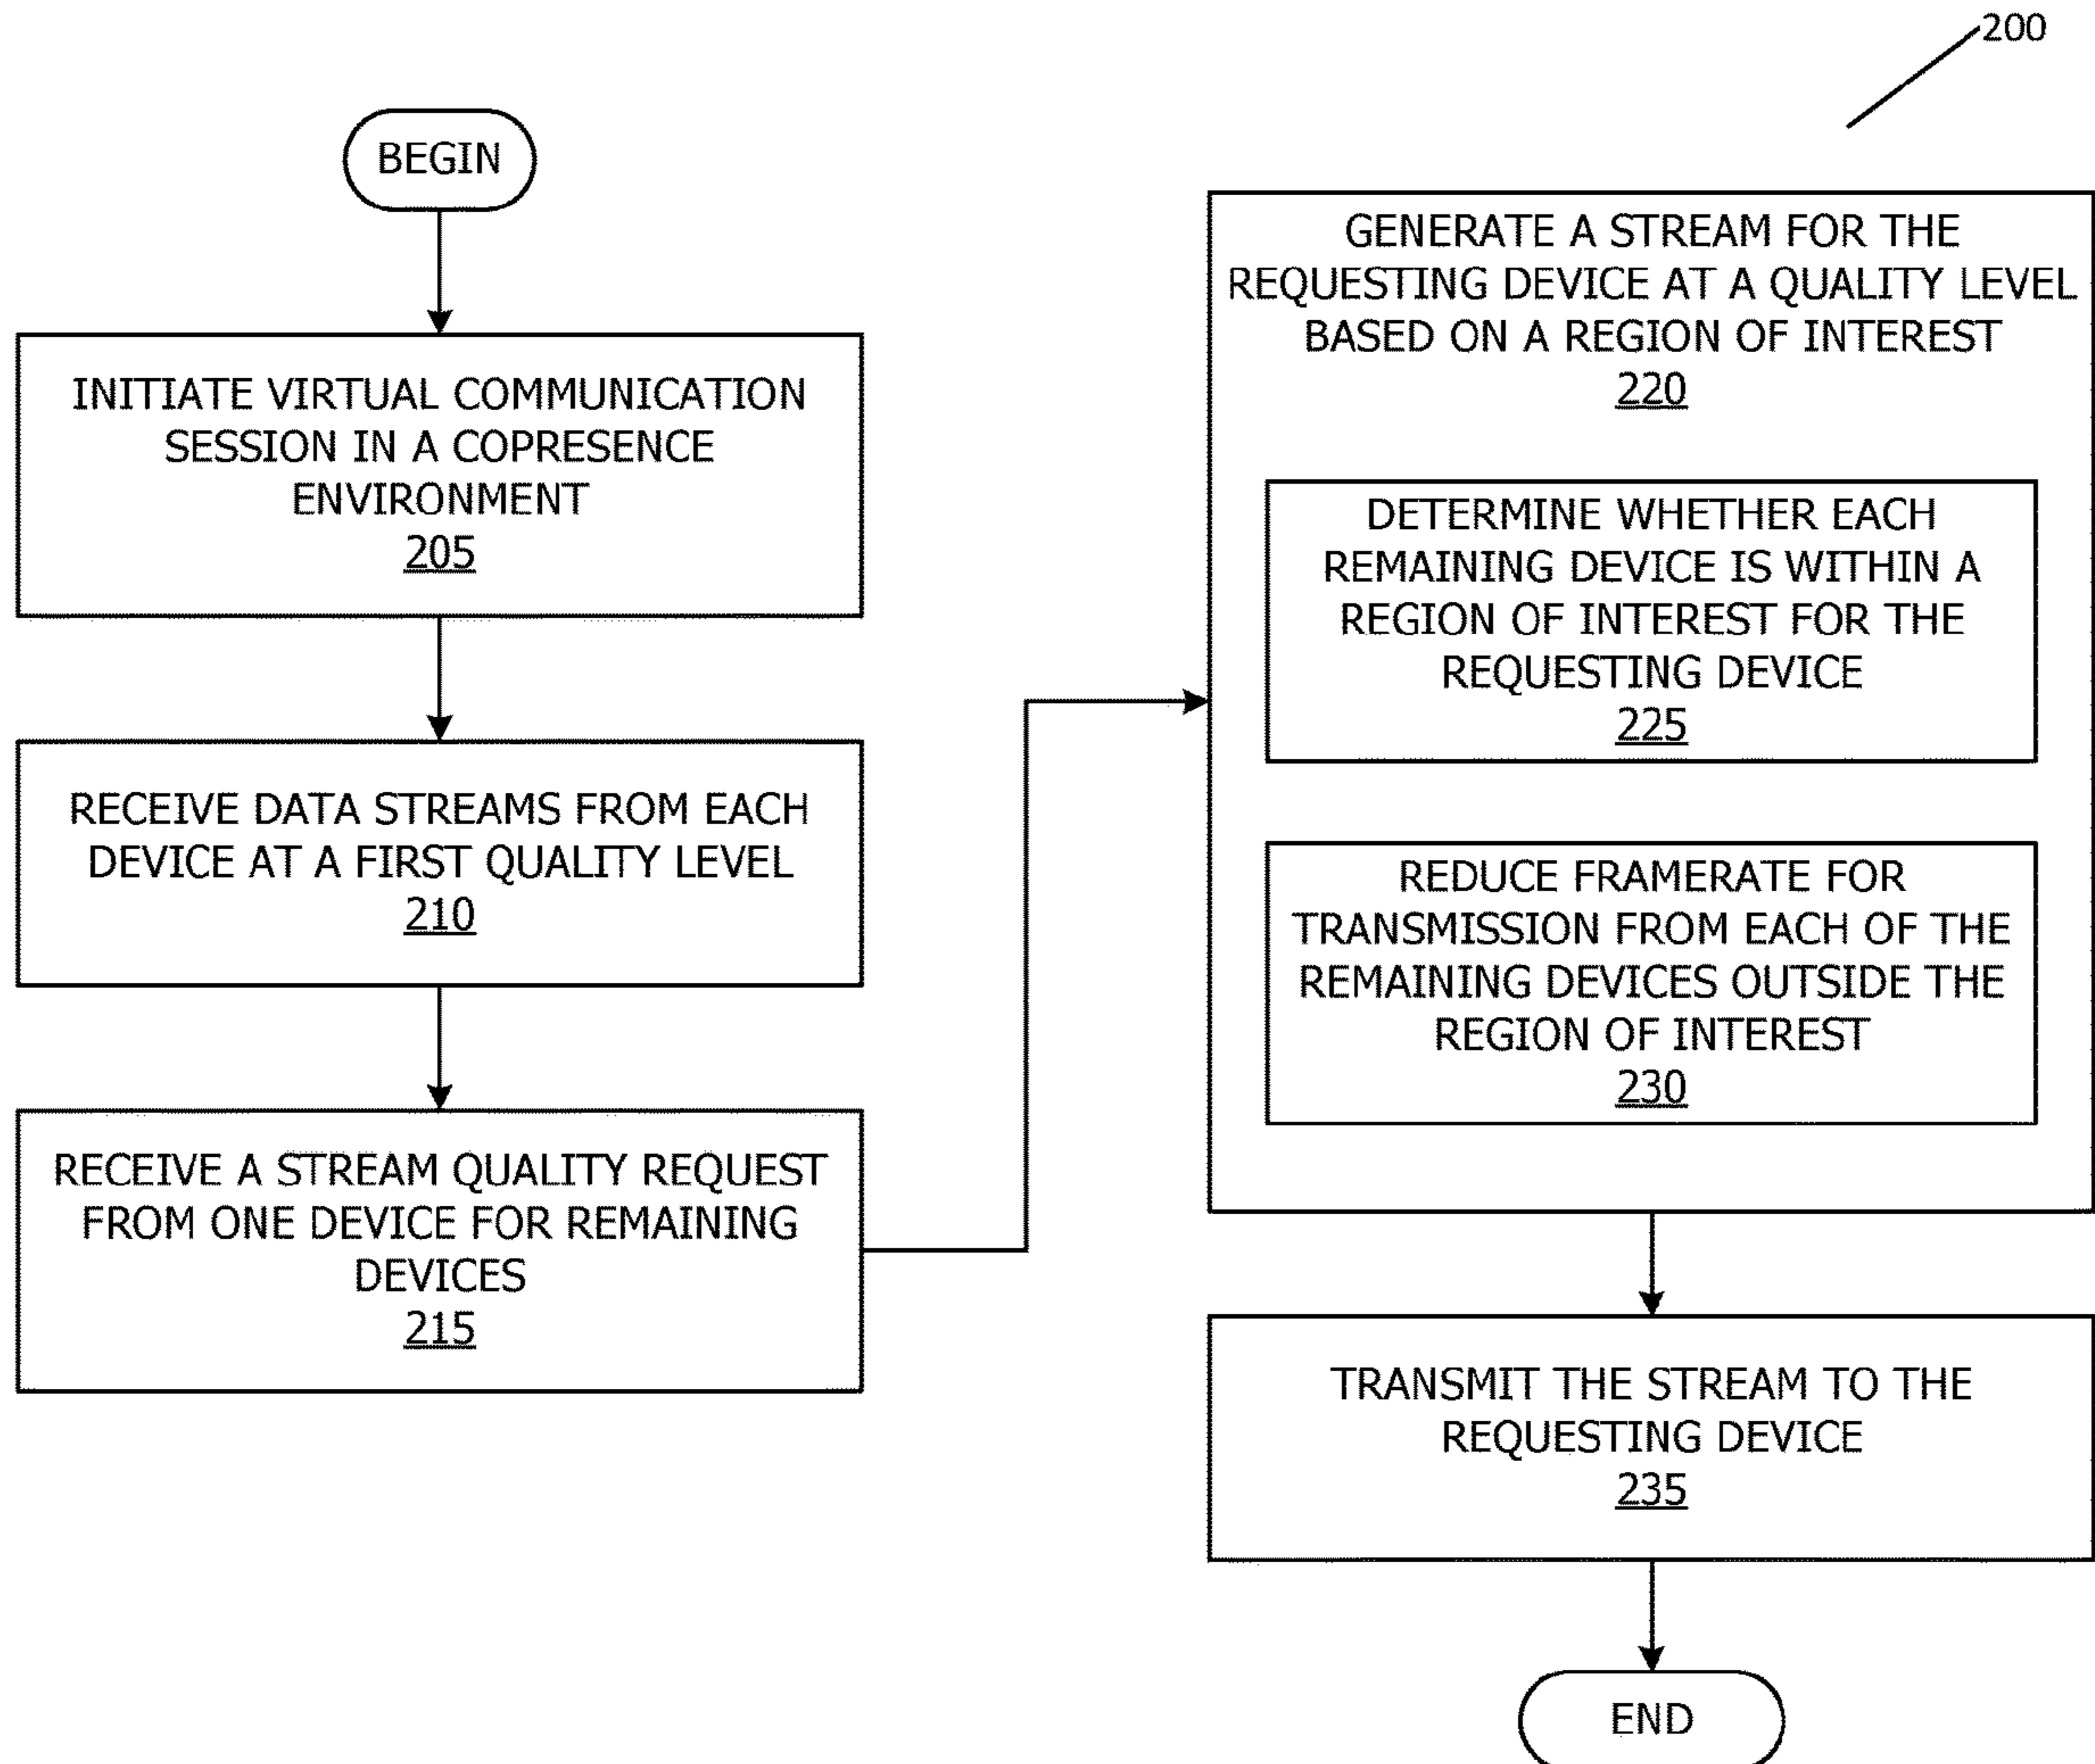 200
BEGIN
INITIATE VIRTUAL COMMUNICATION
SESSION IN A COPRESENCE
ENVIRONMENT
205
RECEIVE DATA STREAMS FROM EACH
DEVICE AT A FIRST QUALITY LEVEL
210
RECEIVE A STREAM QUALITY REQUEST
FROM ONE DEVICE FOR REMAINING
DEVICES
215
GENERATE A STREAM FOR THE
REQUESTING DEVICE AT A QUALITY LEVEL
BASED ON A REGION OF INTEREST
220
DETERMINE WHETHER EACH
REMAINING DEVICE IS WITHIN A
REGION OF INTEREST FOR THE
REQUESTING DEVICE
225
REDUCE FRAMERATE FOR
TRANSMISSION FROM EACH OF THE
REMAINING DEVICES OUTSIDE THE
REGION OF INTEREST
230
TRANSMIT THE STREAM TO THE
REQUESTING DEVICE
235
END